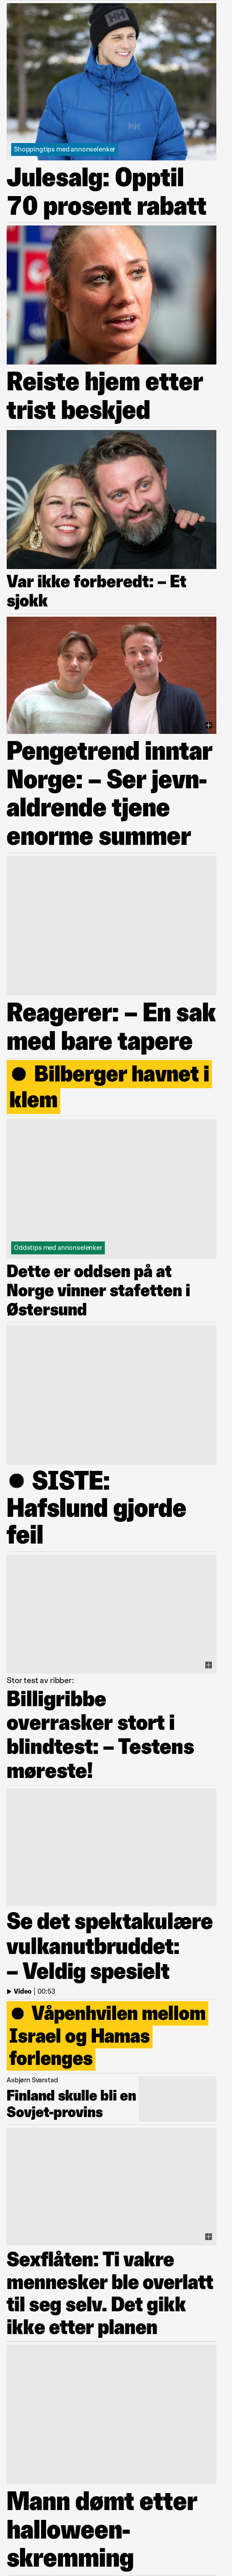 HH
Shoppingtips med annonselenker
Julesalg: Opptil
70 prosent rabatt
Reiste hjem etter
trist beskjed
Var ikke forberedt: – Et
sjokk
Pengetrend inntar
Norge: – Ser jevn-
aldrende tjene
enorme summer
Reagerer: – En sak
med bare tapere
● Bilberger havnet i
klem
Oddstips med annonselenker
Dette er oddsen på at
Norge vinner stafetten i
Østersund
● SISTE:
Hafslund gjorde
feil
Stor test av ribber:
Billigribbe
overrasker stort i
blindtest: – Testens
møreste!
Se det spektakulære
vulkanutbruddet:
– Veldig spesielt
Video | 00:53
● Våpenhvilen mellom
Israel og Hamas
forlenges
Asbjørn Svarstad
Finland skulle bli en
Sovjet-provins
Sexflåten: Ti vakre
mennesker ble overlatt
til seg selv. Det gikk
ikke etter planen
Mann dømt etter
halloween-
skremming